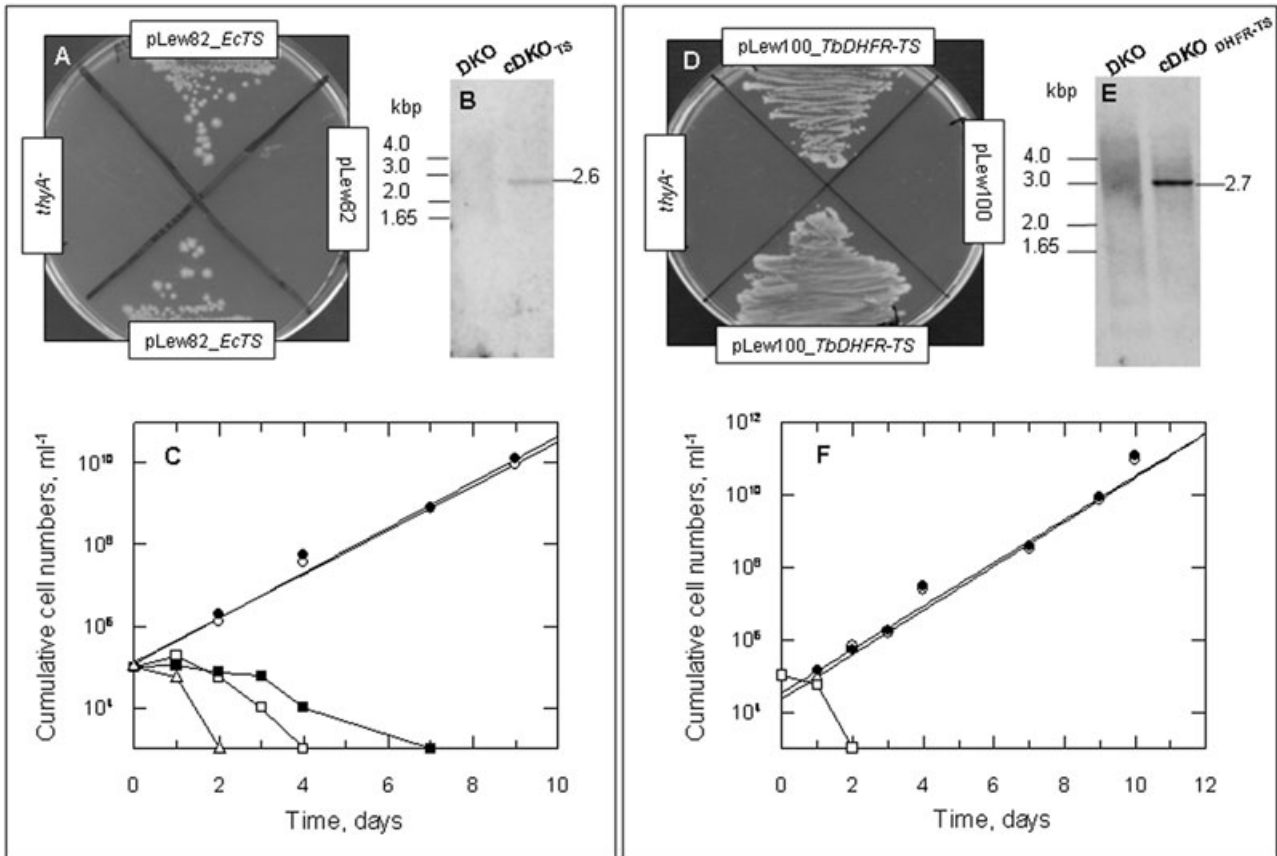 A
pLew82_EcTS
thyA-
pLew82
pLew82_EcTS
DKO
cDKO TS
B
kbp
4.0
3.0
2.0
1.65
2.6
D
pLew100_TbDHFR-TS
thyA-
pLew100
pLew100_TbDHFR-TS
DKO
cDKO DHFR-TS
E
kbp
4.0
3.0
2.0
1.65
2.7
C
Cumulative cell numbers, ml-1
10^10
10^8
10^6
10^4
0 2 4 6 8 10
Time, days
F
Cumulative cell numbers, ml-1
10^12
10^10
10^8
10^6
10^4
0 2 4 6 8 10 12
Time, days